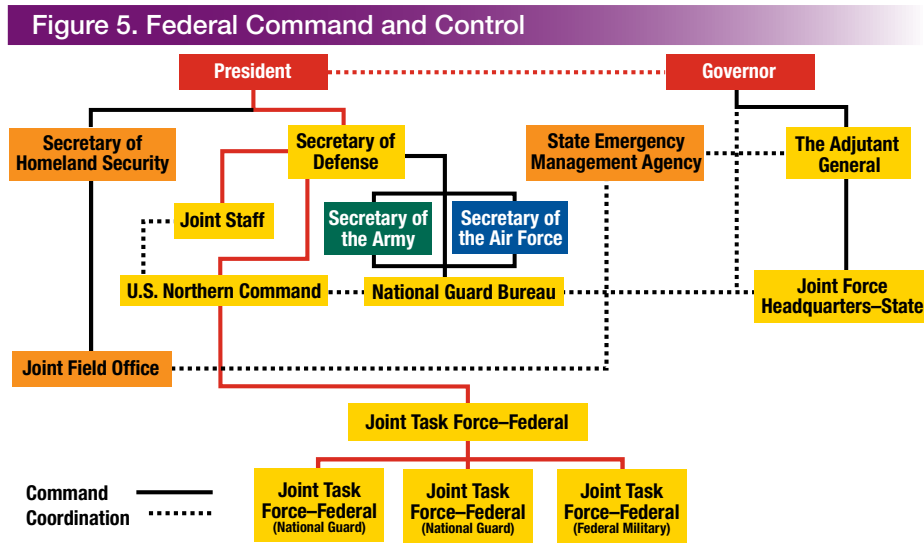 Figure 5. Federal Command and Control
President
Governor
Secretary of
Homeland Security
Secretary of
Defense
State Emergency
Management Agency
The Adjutant
General
Joint Staff
Secretary of
the Army
Secretary of
the Air Force
U.S. Northern Command
National Guard Bureau
Joint Force
Headquarters–State
Joint Field Office
Joint Task Force–Federal
Joint Task
Force–Federal
(National Guard)
Joint Task
Force–Federal
(National Guard)
Joint Task
Force–Federal
(Federal Military)
Command
Coordination